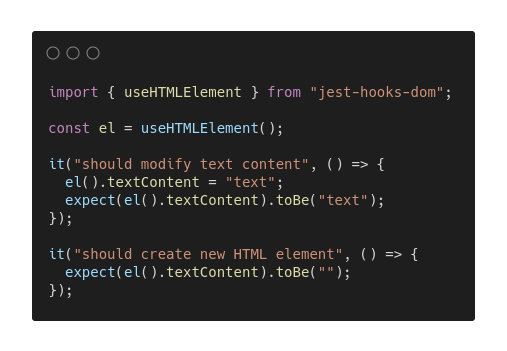 import { useHTMLElement } from "jest-hooks-dom";
const el = useHTMLElement();
it("should modify text content", () => {
  el().textContent = "text";
  expect(el().textContent).toBe("text");
});
it("should create new HTML element", () => {
  expect(el().textContent).toBe("");
});